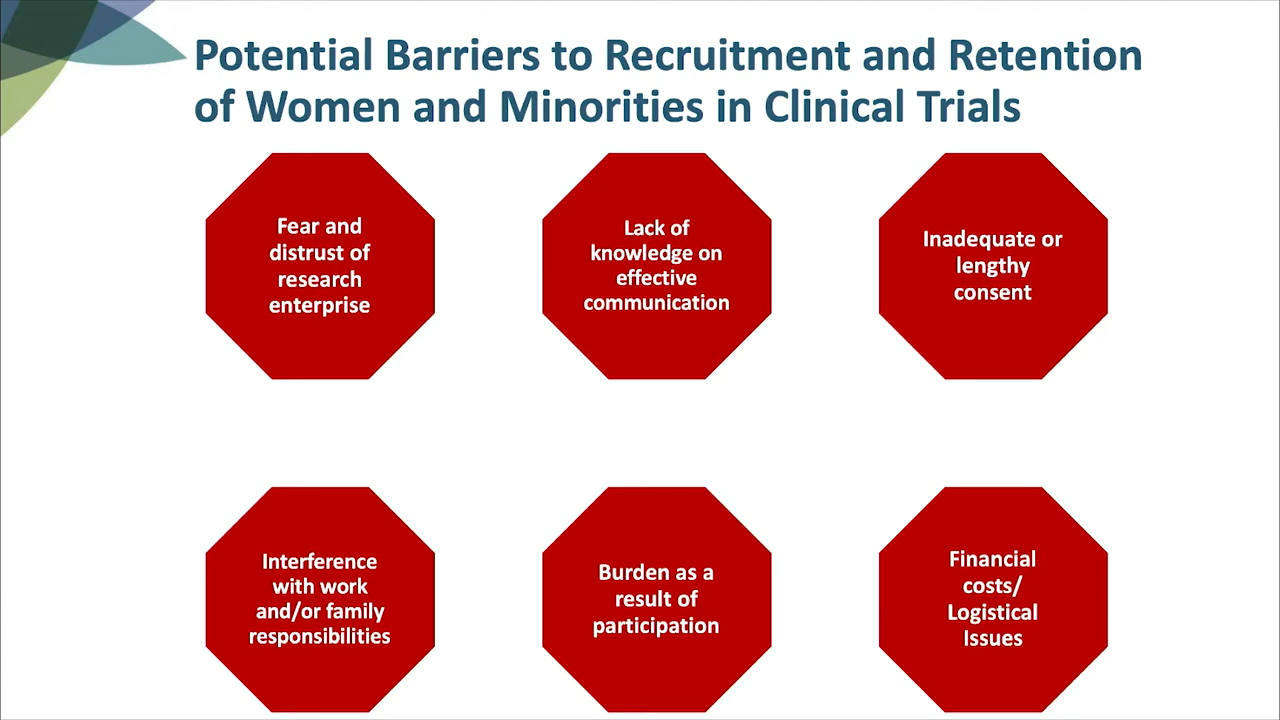 Potential Barriers to Recruitment and Retention
of Women and Minorities in Clinical Trials
Fear and
distrust of
research
enterprise
Lack of
knowledge on
effective
communication
Inadequate or
lengthy
consent
Interference
with work
and/or family
responsibilities
Burden as a
result of
participation
Financial
costs/
Logistical
Issues